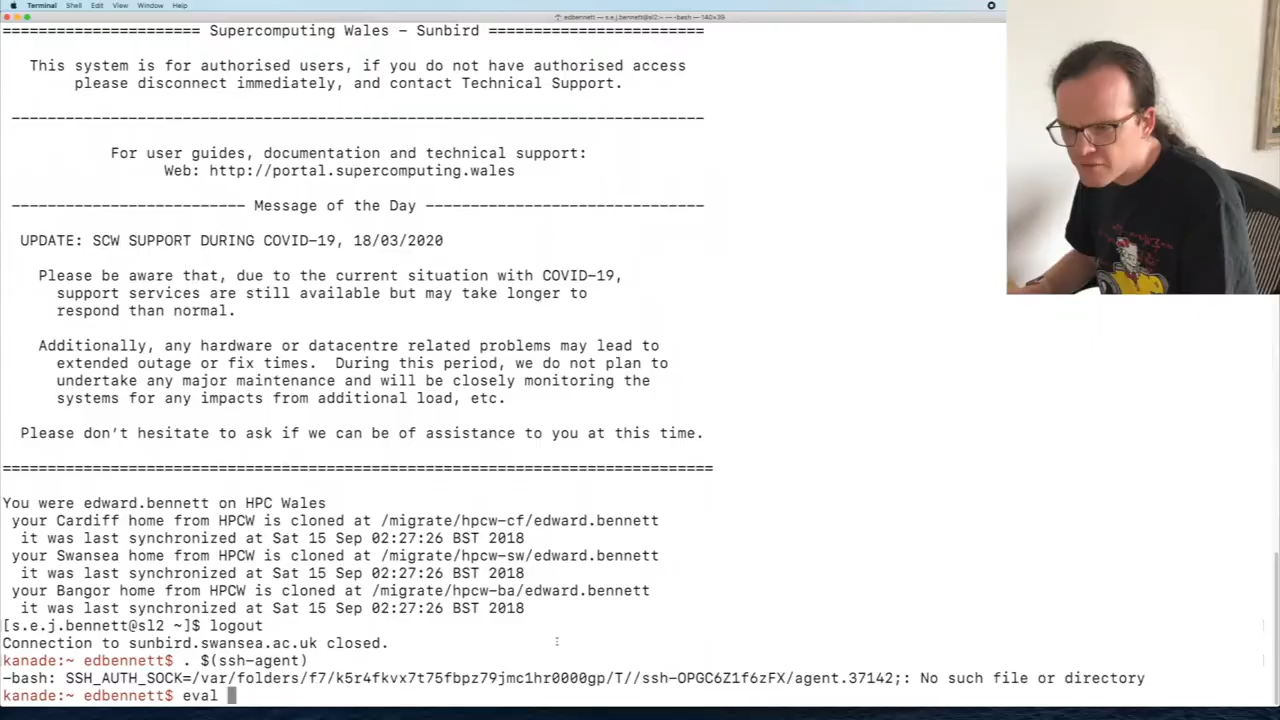 Terminal Shell Edit View Window Help
edbennett — s.e.j.bennett@sl2:~ — -bash — 140×39
====================== Supercomputing Wales – Sunbird ========================
This system is for authorised users, if you do not have authorised access
please disconnect immediately, and contact Technical Support.
-----------------------------------------------------------------------------
For user guides, documentation and technical support:
Web: http://portal.supercomputing.wales
-------------------------- Message of the Day -------------------------------
UPDATE: SCW SUPPORT DURING COVID-19, 18/03/2020
Please be aware that, due to the current situation with COVID-19,
support services are still available but may take longer to
respond than normal.
Additionally, any hardware or datacentre related problems may lead to
extended outage or fix times.  During this period, we do not plan to
undertake any major maintenance and will be closely monitoring the
systems for any impacts from additional load, etc.
Please don't hesitate to ask if we can be of assistance to you at this time.
===============================================================================
You were edward.bennett on HPC Wales
your Cardiff home from HPCW is cloned at /migrate/hpcw-cf/edward.bennett
it was last synchronized at Sat 15 Sep 02:27:26 BST 2018
your Swansea home from HPCW is cloned at /migrate/hpcw-sw/edward.bennett
it was last synchronized at Sat 15 Sep 02:27:26 BST 2018
your Bangor home from HPCW is cloned at /migrate/hpcw-ba/edward.bennett
it was last synchronized at Sat 15 Sep 02:27:26 BST 2018
[s.e.j.bennett@sl2 ~]$ logout
Connection to sunbird.swansea.ac.uk closed.
kanade:~ edbennett$ . $(ssh-agent)
-bash: SSH_AUTH_SOCK=/var/folders/f7/k5r4fkvx7t75fbpz79jmc1hr0000gp/T//ssh-OPGC6Z1f6zFX/agent.37142;: No such file or directory
kanade:~ edbennett$ eval